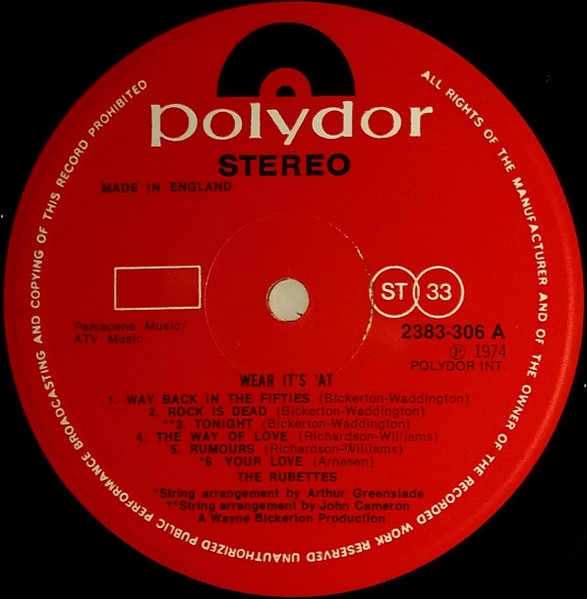 polydor
STEREO
MADE IN ENGLAND
ST 33
Pamscene Music/
ATV Music
2383-306 A
℗ 1974
POLYDOR INT.
WEAR IT'S 'AT
1. WAY BACK IN THE FIFTIES (Bickerton-Waddington)
2. ROCK IS DEAD (Bickerton-Waddington)
**3. TONIGHT (Bickerton-Waddington)
4. THE WAY OF LOVE (Richardson-Williams)
5. RUMOURS (Richardson-Williams)
*6. YOUR LOVE (Arnesen)
THE RUBETTES
*String arrangement by Arthur Greenslade
**String arrangement by John Cameron
A Wayne Bickerton Production
ALL RIGHTS OF THE MANUFACTURER AND OF THE OWNER OF THE RECORDED WORK RESERVED UNAUTHORIZED PUBLIC PERFORMANCE BROADCASTING AND COPYING OF THIS RECORD PROHIBITED